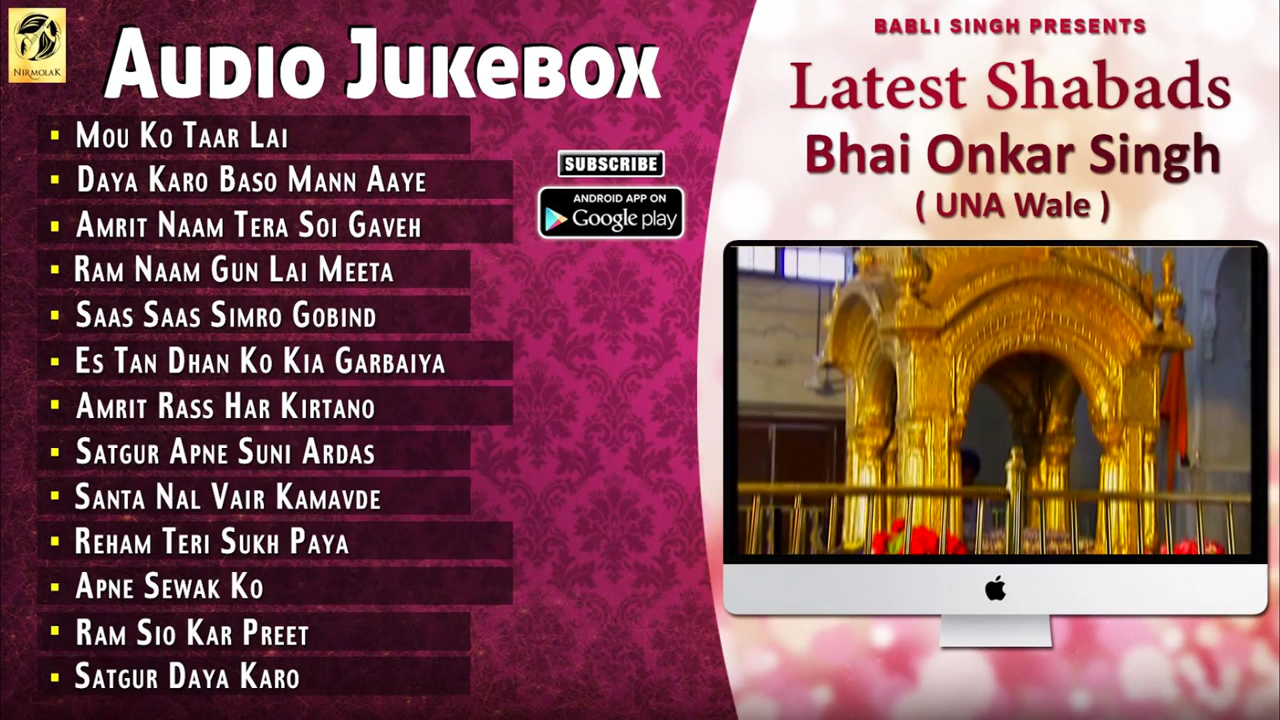 NIRMOLAK
AUDIO JUKEBOX
MOU KO TAAR LAI
DAYA KARO BASO MANN AAYE
AMRIT NAAM TERA SOI GAVEH
RAM NAAM GUN LAI MEETA
SAAS SAAS SIMRO GOBIND
ES TAN DHAN KO KIA GARBAIYA
AMRIT RASS HAR KIRTANO
SATGUR APNE SUNI ARDAS
SANTA NAL VAIR KAMAVDE
REHAM TERI SUKH PAYA
APNE SEWAK KO
RAM SIO KAR PREET
SATGUR DAYA KARO
SUBSCRIBE
ANDROID APP ON
Google play
BABLI SINGH PRESENTS
Latest Shabads
Bhai Onkar Singh
( UNA Wale )